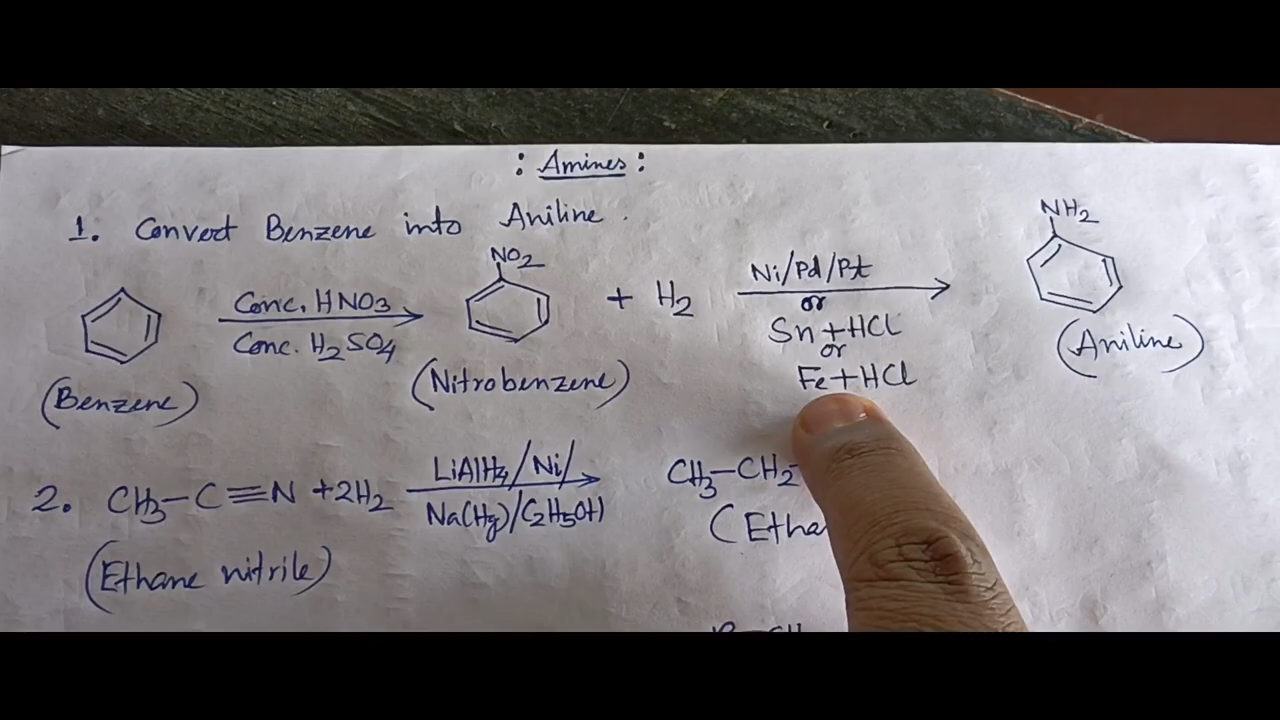 : Amines :
1. Convert Benzene into Aniline.
NO2
NH2
Conc. HNO3
Conc. H2SO4
+ H2
Ni/Pd/Pt
or
Sn+HCl
or
Fe+HCl
(Benzene)
(Nitrobenzene)
(Aniline)
2. CH3-C≡N +2H2
LiAlH4/Ni/
Na(Hg)/C2H5OH
CH3-CH2-
(Etha
(Ethane nitrile)